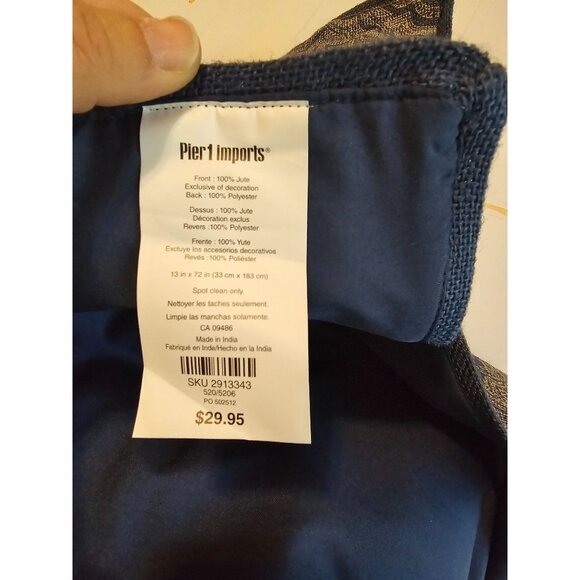 Pier1 imports®
Front : 100% Jute
Exclusive of decoration
Back : 100% Polyester
Dessus : 100% Jute
Décoration exclus
Revers : 100% Polyester
Frente : 100% Yute
Excluye los accesorios decorativos
Revés : 100% Poliéster
13 in x 72 in (33 cm x 183 cm)
Spot clean only.
Nettoyer les taches seulement.
Limpie las manchas solamente.
CA 09486
Made in India
Fabriqué en Inde/Hecho en la India
SKU 2913343
520/5206
PO 502512
$29.95